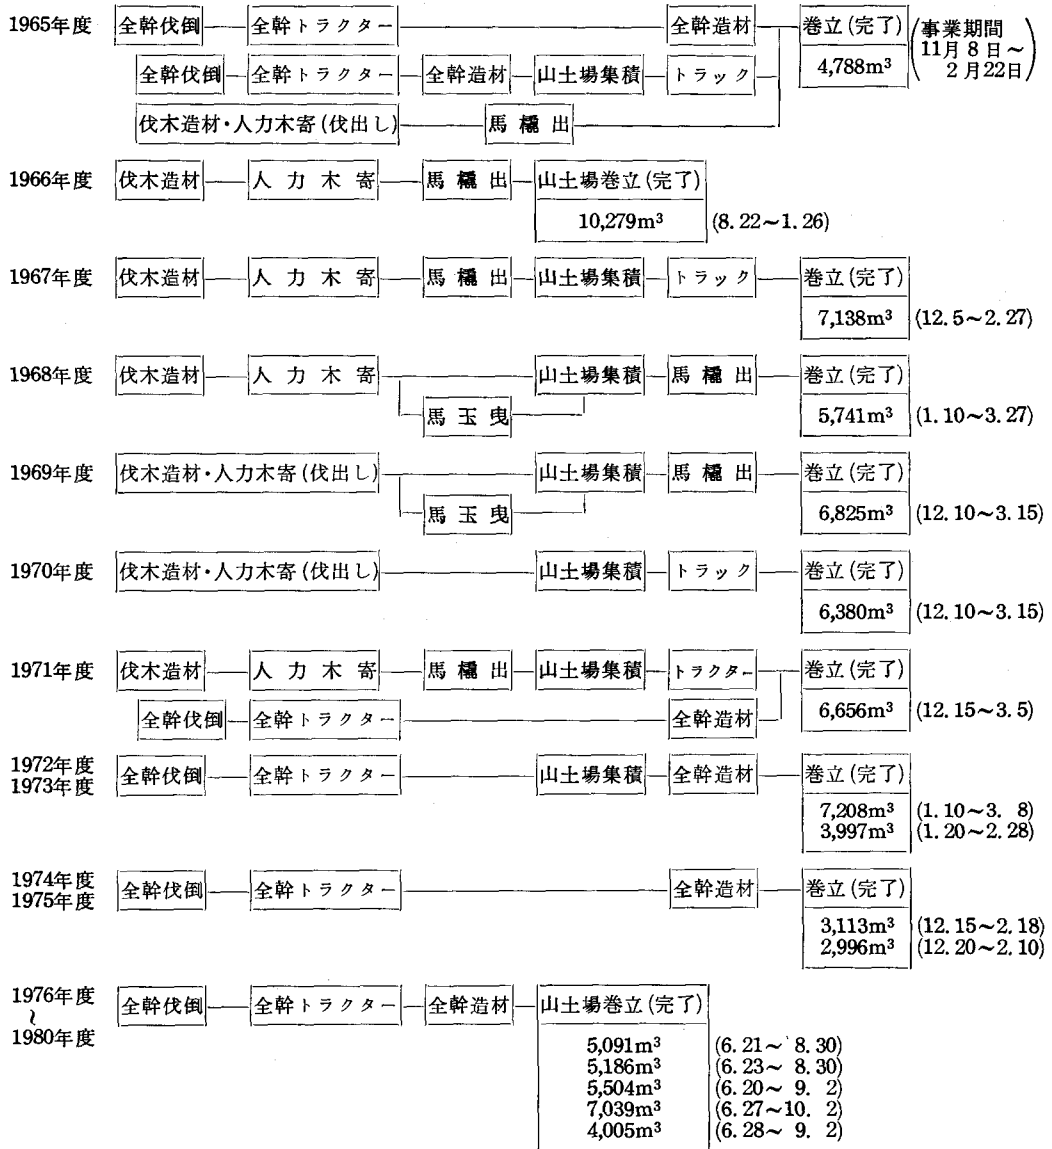 1965年度 全幹伐倒 全幹トラクター 全幹造材 巻立(完了) (事業期間
4,788m³ 11月8日～
2月22日)
全幹伐倒 全幹トラクター 全幹造材 山土場集積 トラック
伐木造材・人力木寄(伐出し) 馬橇出
1966年度 伐木造材 人力木寄 馬橇出 山土場巻立(完了)
10,279m³ (8.22～1.26)
1967年度 伐木造材 人力木寄 馬橇出 山土場集積 トラック 巻立(完了)
7,138m³ (12.5～2.27)
1968年度 伐木造材 人力木寄 山土場集積 馬橇出 巻立(完了)
馬玉曳 5,741m³ (1.10～3.27)
1969年度 伐木造材・人力木寄(伐出し) 山土場集積 馬橇出 巻立(完了)
馬玉曳 6,825m³ (12.10～3.15)
1970年度 伐木造材・人力木寄(伐出し) 山土場集積 トラック 巻立(完了)
6,380m³ (12.10～3.15)
1971年度 伐木造材 人力木寄 馬橇出 山土場集積 トラクター 巻立(完了)
全幹伐倒 全幹トラクター 全幹造材 6,656m³ (12.15～3.5)
1972年度
1973年度 全幹伐倒 全幹トラクター 山土場集積 全幹造材 巻立(完了)
7,208m³ (1.10～3. 8)
3,997m³ (1.20～2.28)
1974年度
1975年度 全幹伐倒 全幹トラクター 全幹造材 巻立(完了)
3,113m³ (12.15～2.18)
2,996m³ (12.20～2.10)
1976年度
～
1980年度 全幹伐倒 全幹トラクター 全幹造材 山土場巻立(完了)
5,091m³ (6.21～ 8.30)
5,186m³ (6.23～ 8.30)
5,504m³ (6.20～ 9. 2)
7,039m³ (6.27～10. 2)
4,005m³ (6.28～ 9. 2)